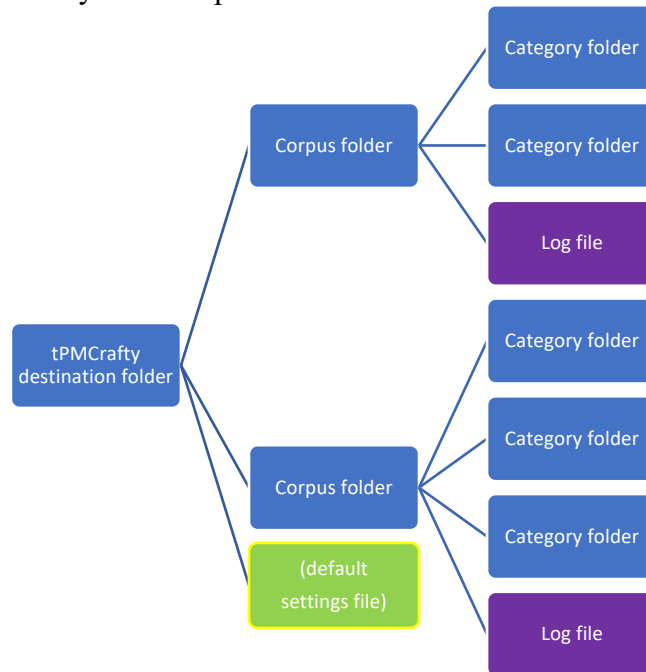 Category folder
Category folder
Corpus folder
Log file
Category folder
tPMCrafty
destination folder
Category folder
Corpus folder
Category folder
(default
settings file)
Log file